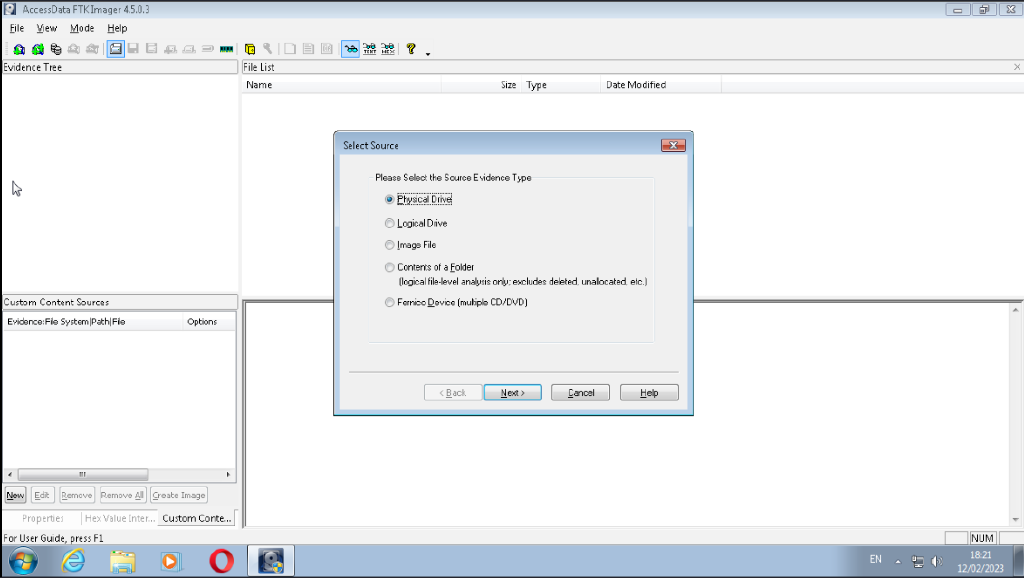 AccessData FTK Imager 4.5.0.3
File View Mode Help
Evidence Tree
File List
Name Size Type Date Modified
Select Source
Please Select the Source Evidence Type
Physical Drive
Logical Drive
Image File
Contents of a Folder
(logical file-level analysis only; excludes deleted, unallocated, etc.)
Fernico Device (multiple CD/DVD)
< Back Next > Cancel Help
Custom Content Sources
Evidence:File System|Path|File Options
New Edit Remove Remove All Create Image
Properties Hex Value Inter... Custom Conte...
For User Guide, press F1
NUM
EN
18:21
12/02/2023